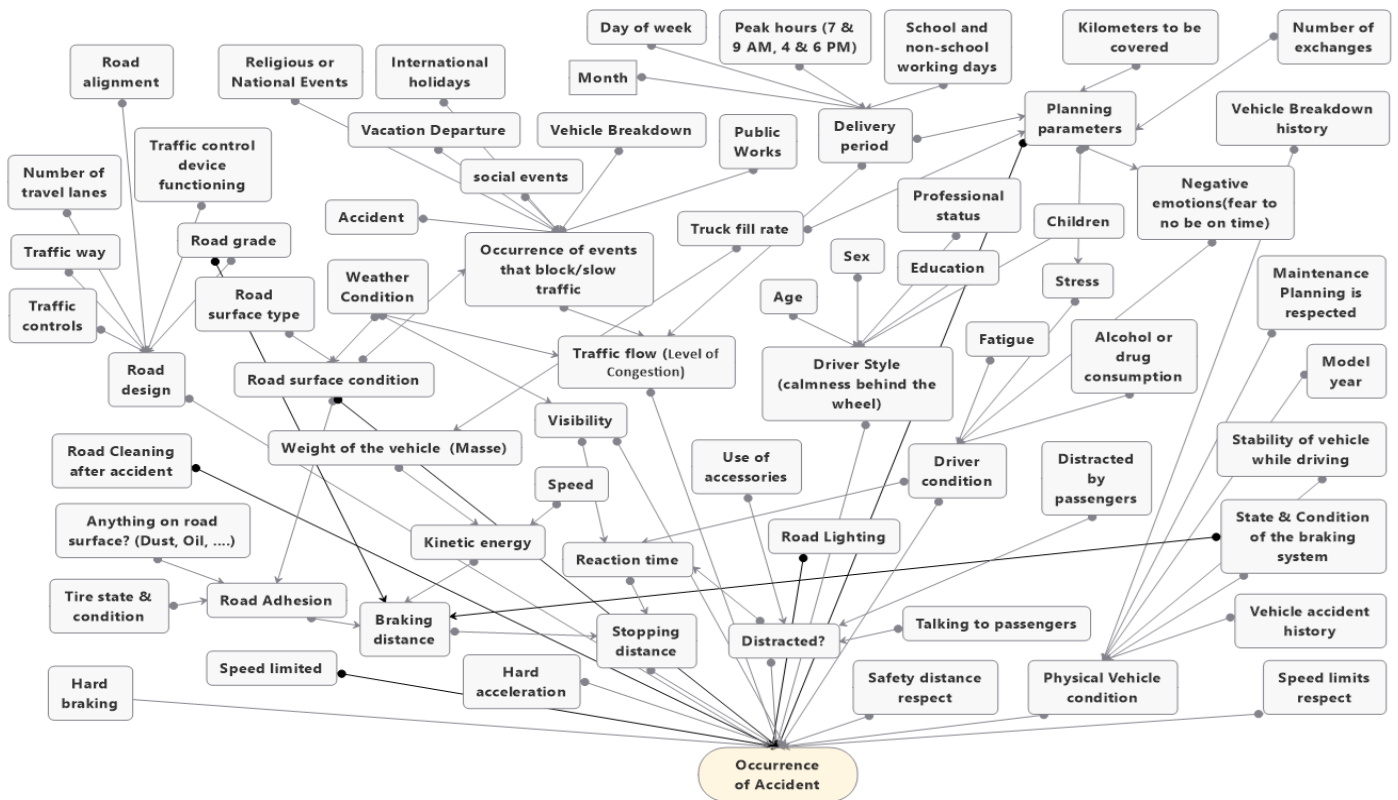 Day of week
Peak hours (7 &
9 AM, 4 & 6 PM)
School and
non-school
working days
Kilometers to be
covered
Number of
exchanges
Road
alignment
Religious or
National Events
International
holidays
Month
Planning
parameters
Vehicle Breakdown
history
Vacation Departure
Vehicle Breakdown
Public
Works
Delivery
period
Traffic control
device
functioning
Number of
travel lanes
social events
Professional
status
Negative
emotions(fear to
no be on time)
Accident
Truck fill rate
Children
Road grade
Traffic way
Occurrence of events
that block/slow
traffic
Sex
Education
Weather
Condition
Stress
Maintenance
Planning is
respected
Road
surface type
Age
Traffic
controls
Fatigue
Alcohol or
drug
consumption
Traffic flow (Level of
Congestion)
Driver Style
(calmness behind the
wheel)
Model
year
Road
design
Road surface condition
Visibility
Weight of the vehicle  (Masse)
Stability of vehicle
while driving
Road Cleaning
after accident
Use of
accessories
Driver
condition
Distracted
by
passengers
Speed
Anything on road
surface? (Dust, Oil, ....)
State & Condition
of the braking
system
Kinetic energy
Road Lighting
Reaction time
Tire state &
condition
Road Adhesion
Braking
distance
Stopping
distance
Distracted?
Talking to passengers
Vehicle accident
history
Speed limited
Hard
acceleration
Hard
braking
Safety distance
respect
Physical Vehicle
condition
Speed limits
respect
Occurrence
of Accident